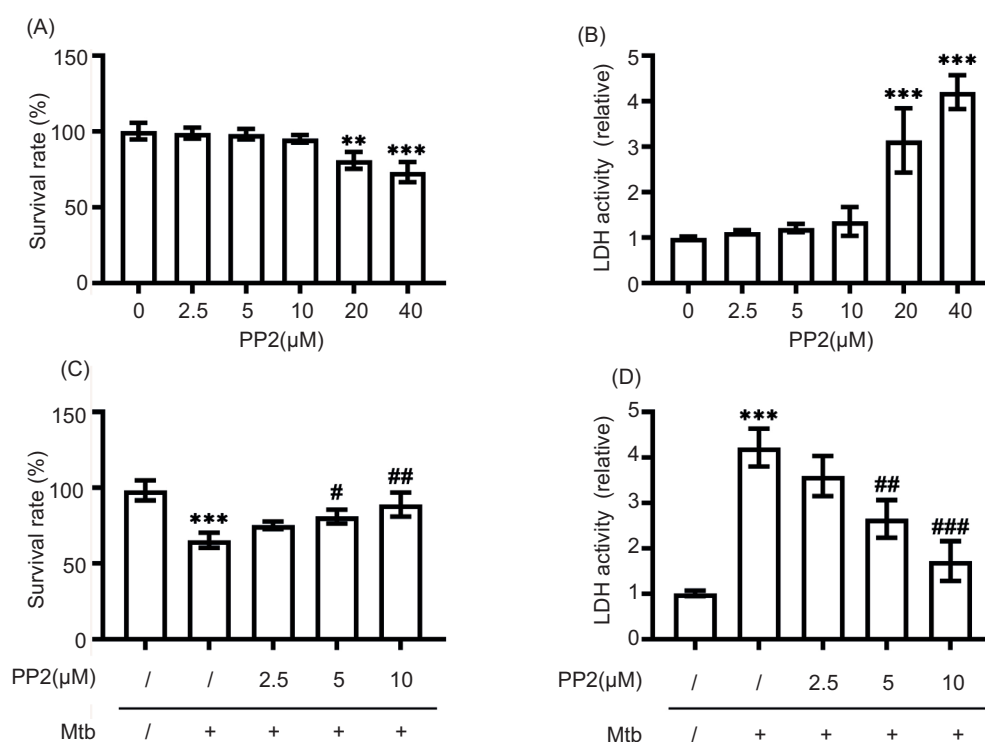 (A)
150
100
50
0
Survival rate (%)
** ***
0 2.5 5 10 20 40
PP2(μM)
(B)
5
4
3
2
1
0
LDH activity (relative)
*** ***
0 2.5 5 10 20 40
PP2(μM)
(C)
150
100
50
0
Survival rate (%)
*** # ##
PP2(μM) / / 2.5 5 10
Mtb / + + + +
(D)
5
4
3
2
1
0
LDH activity (relative)
*** ## ###
PP2(μM) / / 2.5 5 10
Mtb / + + + +